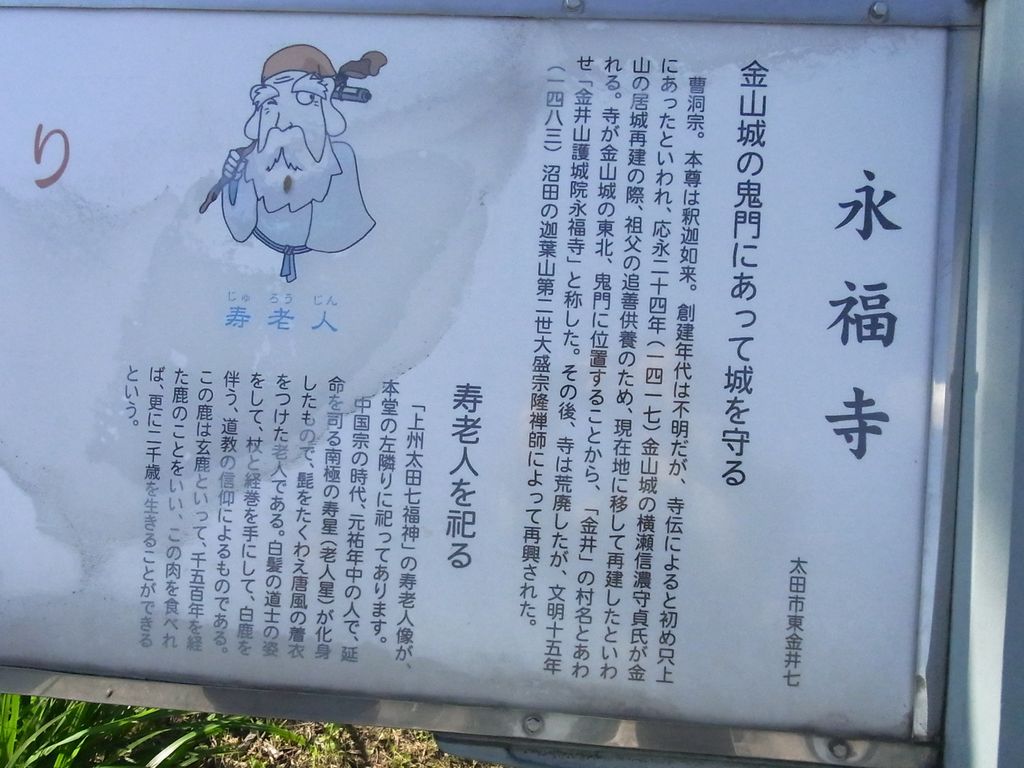 永福寺
太田市東金井七
金山城の鬼門にあって城を守る
曹洞宗。本尊は釈迦如来。創建年代は不明だが、寺伝によると初め只上
にあったといわれ、応永二十四年(一四一七)金山城の横瀬信濃守貞氏が金
山の居城再建の際、祖父の追善供養のため、現在地に移して再建したといわ
れる。寺が金山城の東北、鬼門に位置することから、「金井」の村名とあわ
せ「金井山護城院永福寺」と称した。その後、寺は荒廃したが、文明十五年
(一四八三)沼田の迦葉山第二世大盛宗隆禅師によって再興された。
寿老人を祀る
「上州太田七福神」の寿老人像が、
本堂の左隣りに祀ってあります。
中国宗の時代、元祐年中の人で、延
命を司る南極の寿星(老人星)が化身
したもので、髭をたくわえ唐風の着衣
をつけた老人である。白髪の道士の姿
をして、杖と経巻を手にして、白鹿を
伴う、道教の信仰によるものである。
この鹿は玄鹿といって、千五百年を経
た鹿のことをいい、この肉を食べれ
ば、更に二千歳を生きることができる
という。
じゅろうじん
寿老人
り